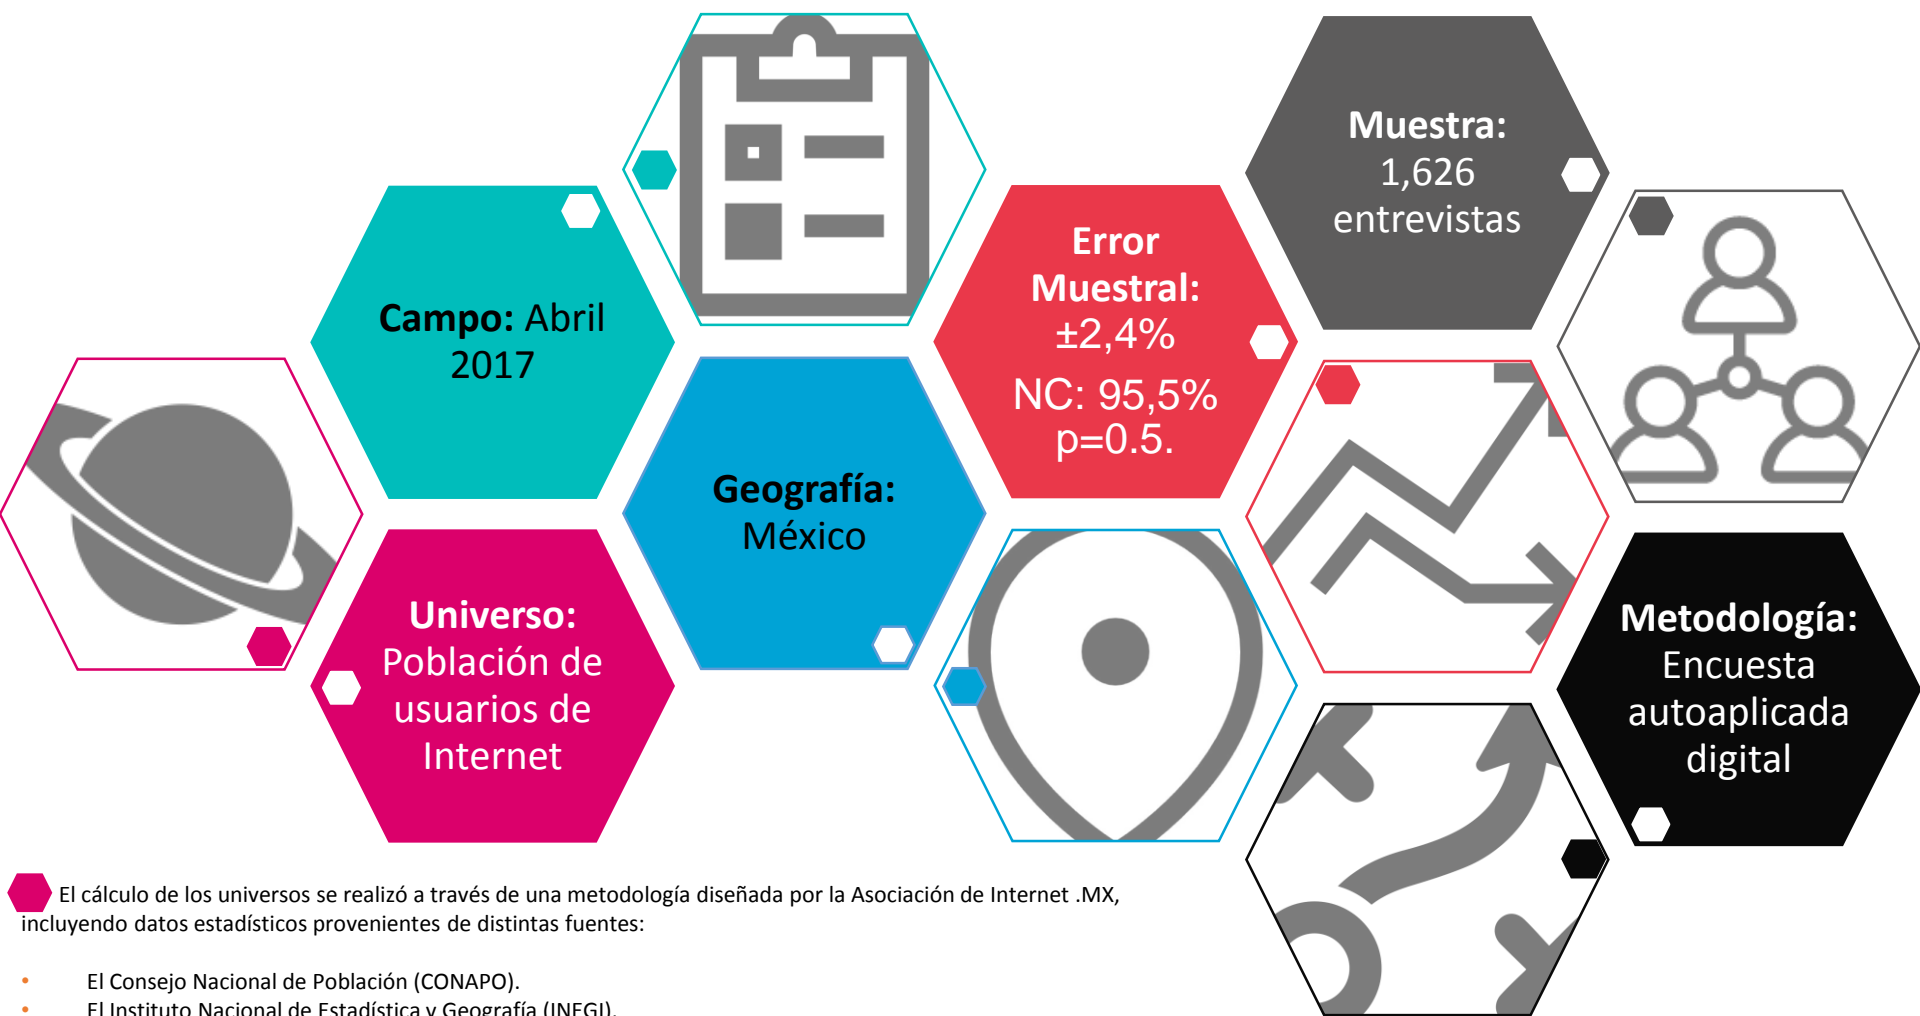 Muestra:
1,626
entrevistas
Error
Muestral:
±2,4%
NC: 95,5%
p=0.5.
Campo: Abril
2017
Geografía:
México
Universo:
Población de
usuarios de
Internet
Metodología:
Encuesta
autoaplicada
digital
El cálculo de los universos se realizó a través de una metodología diseñada por la Asociación de Internet .MX,
incluyendo datos estadísticos provenientes de distintas fuentes:
• El Consejo Nacional de Población (CONAPO).
• El Instituto Nacional de Estadística y Geografía (INEGI).